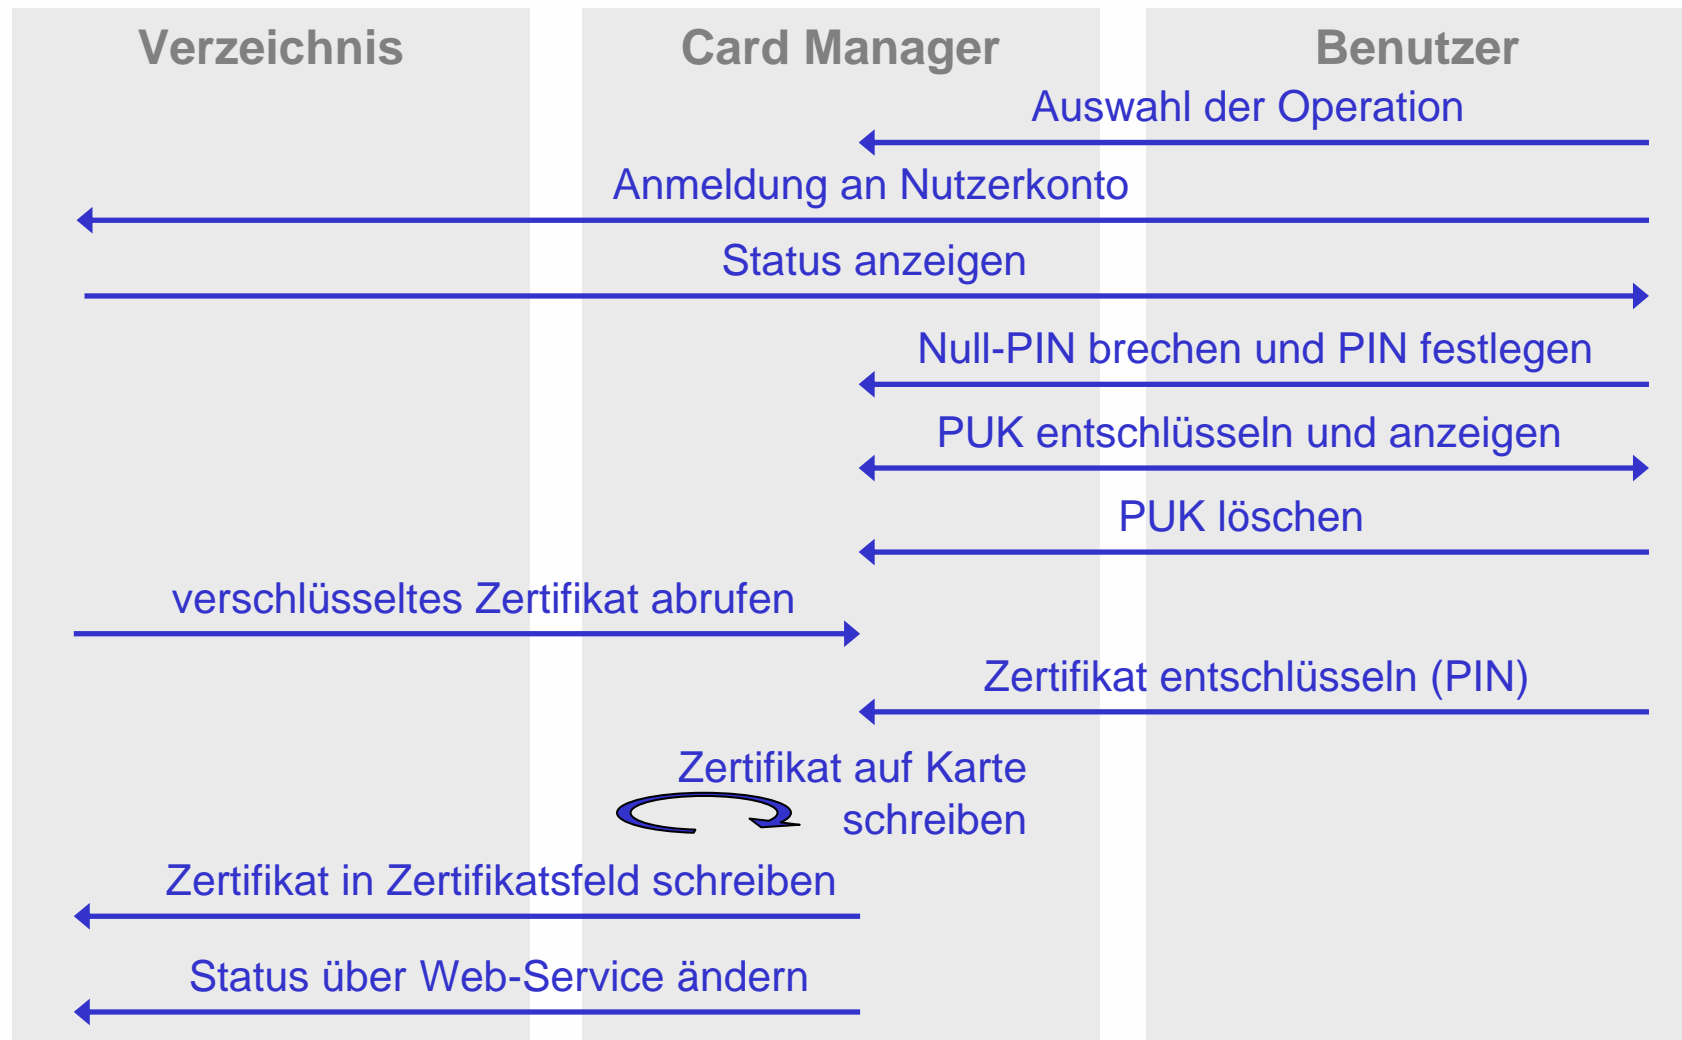 Verzeichnis
Card Manager
Benutzer
Auswahl der Operation
Anmeldung an Nutzerkonto
Status anzeigen
Null-PIN brechen und PIN festlegen
PUK entschlüsseln und anzeigen
PUK löschen
verschlüsseltes Zertifikat abrufen
Zertifikat entschlüsseln (PIN)
Zertifikat auf Karte
schreiben
Zertifikat in Zertifikatsfeld schreiben
Status über Web-Service ändern